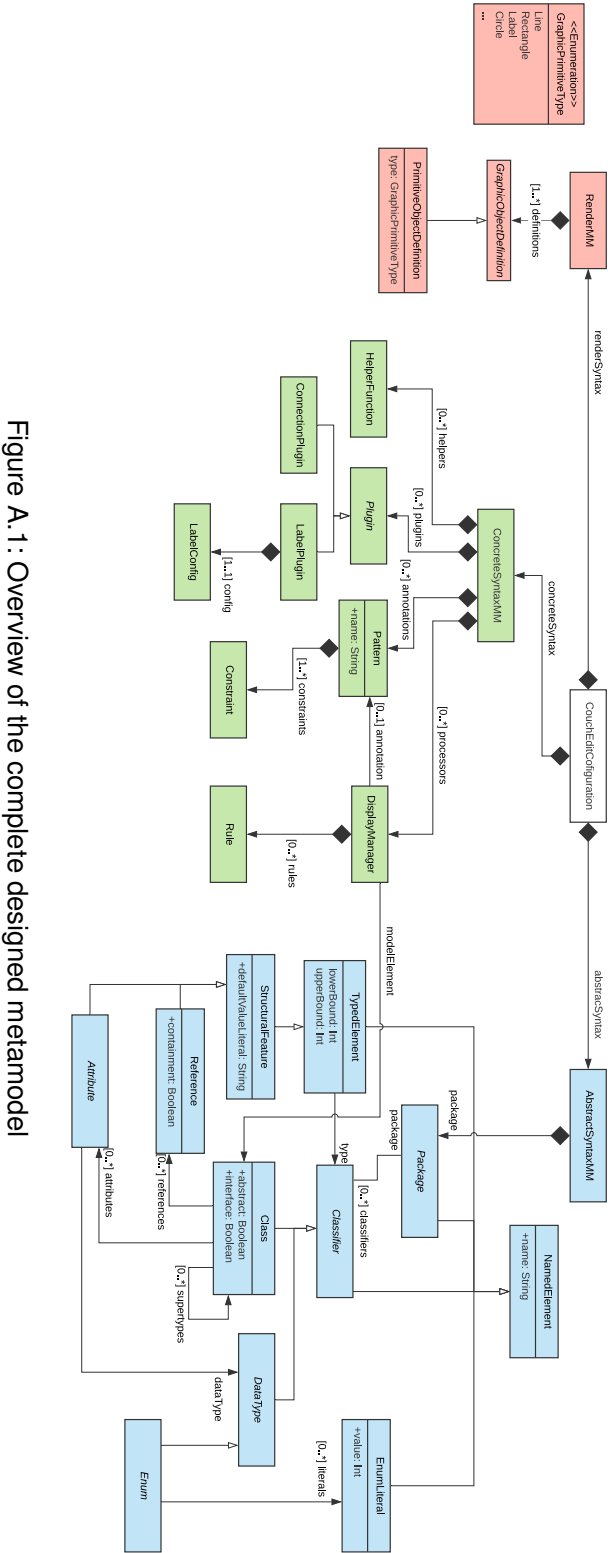 <<Enumeration>>
GraphicPrimitiveType
Line
Rectangle
Label
Circle
...
RenderMM
[1..*] definitions
GraphicObjectDefinition
PrimitiveObjectDefinition
type: GraphicPrimitiveType
renderSyntax
CouchEditCofiguration
concreteSyntax
abstracSyntax
ConcreteSyntaxMM
[0..*] helpers
[0..*] plugins
[0..*] annotations
[0..*] processors
HelperFunction
Plugin
ConnectionPlugin
LabelPlugin
[1..1] config
LabelConfig
Pattern
+name: String
[0..1] annotation
[1..*] constraints
Constraint
DisplayManager
[0..*] rules
Rule
modelElement
AbstractSyntaxMM
package
Package
package
[0..*] classifiers
NamedElement
+name: String
TypedElement
lowerBound: Int
upperBound: Int
type
Classifier
StructuralFeature
+defaultValueLiteral: String
Reference
+containment: Boolean
[0..*] references
Attribute
[0..*] attributes
Class
+abstract: Boolean
+interface: Boolean
[0..*] supertypes
DataType
dataType
EnumLiteral
+value: Int
[0..*] literals
Enum
Figure A.1: Overview of the complete designed metamodel